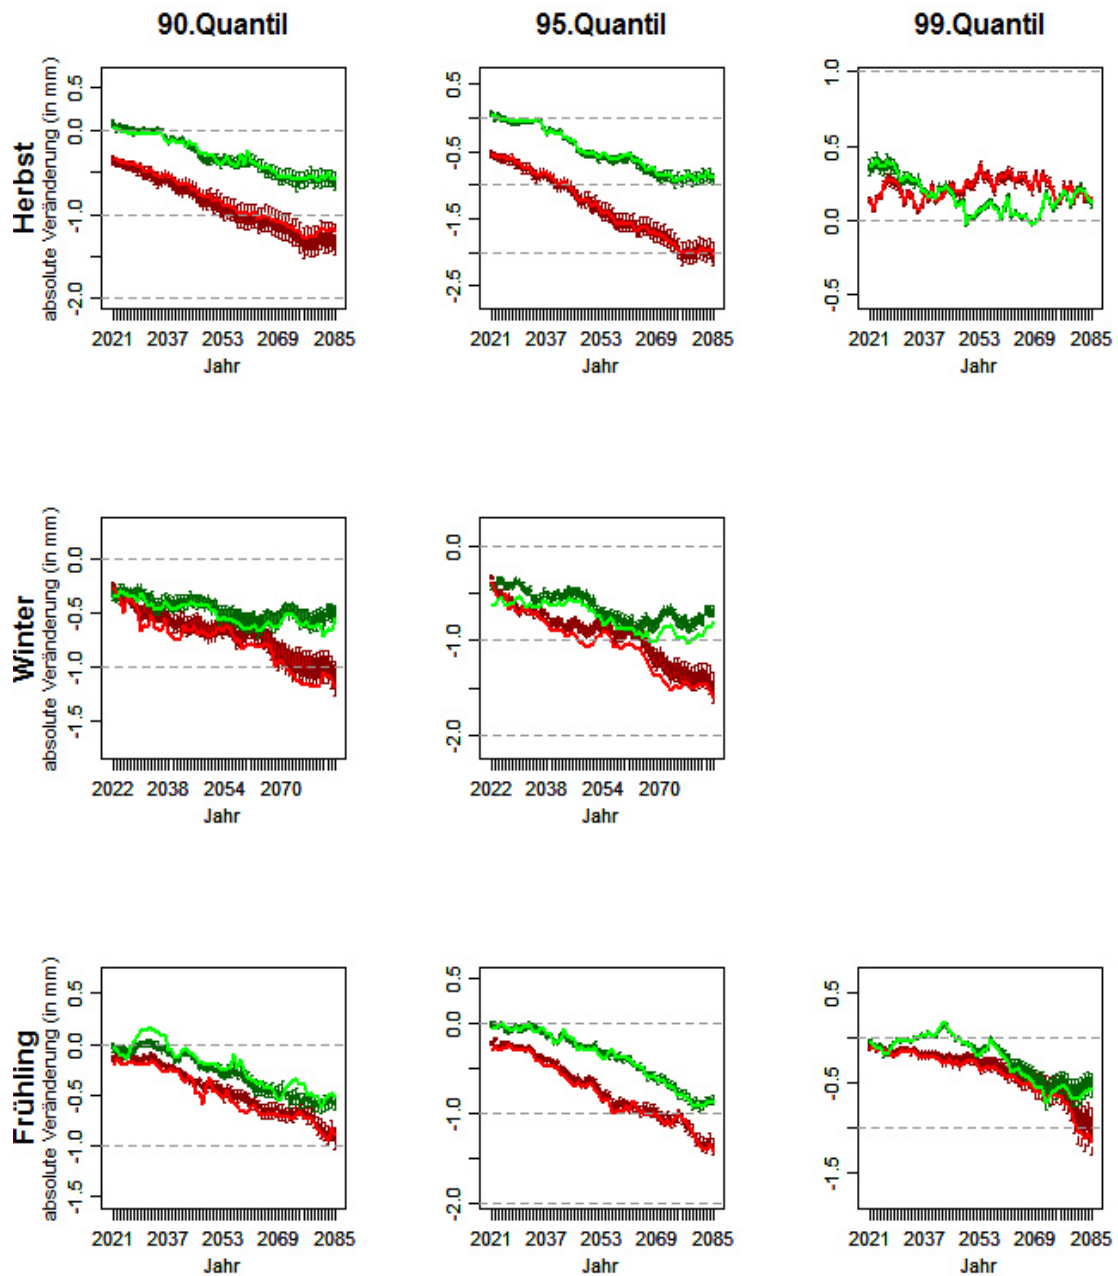 90.Quantil 95.Quantil 99.Quantil
Herbst
absolute Veränderung (in mm)
0.5 0.0 -1.0 -2.0
2021 2037 2053 2069 2085
Jahr
0.5 -0.5 -1.5 -2.5
2021 2037 2053 2069 2085
Jahr
1.0 0.5 0.0 -0.5
2021 2037 2053 2069 2085
Jahr
Winter
absolute Veränderung (in mm)
0.0 -0.5 -1.0 -1.5
2022 2038 2054 2070
Jahr
0.0 -1.0 -2.0
2022 2038 2054 2070
Jahr
Frühling
absolute Veränderung (in mm)
0.5 0.0 -0.5 -1.0 -1.5
2021 2037 2053 2069 2085
Jahr
0.5 0.0 -1.0 -2.0
2021 2037 2053 2069 2085
Jahr
0.5 -0.5 -1.5
2021 2037 2053 2069 2085
Jahr